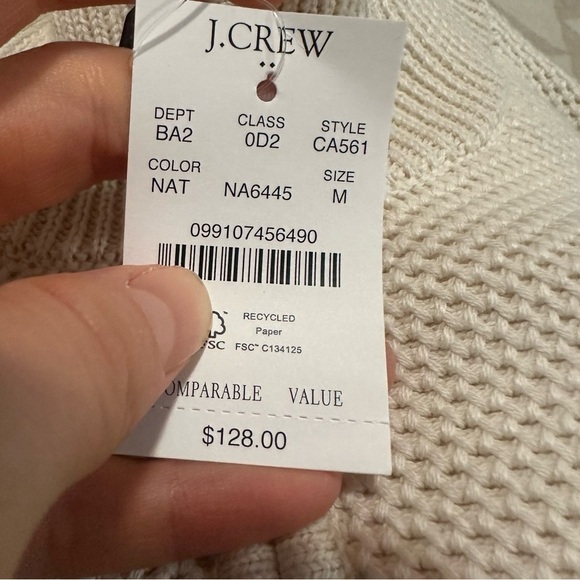 J.CREW
DEPT CLASS STYLE
BA2 0D2 CA561
COLOR SIZE
NAT NA6445 M
099107456490
RECYCLED
Paper
FSC FSC™ C134125
VALUE
$128.00